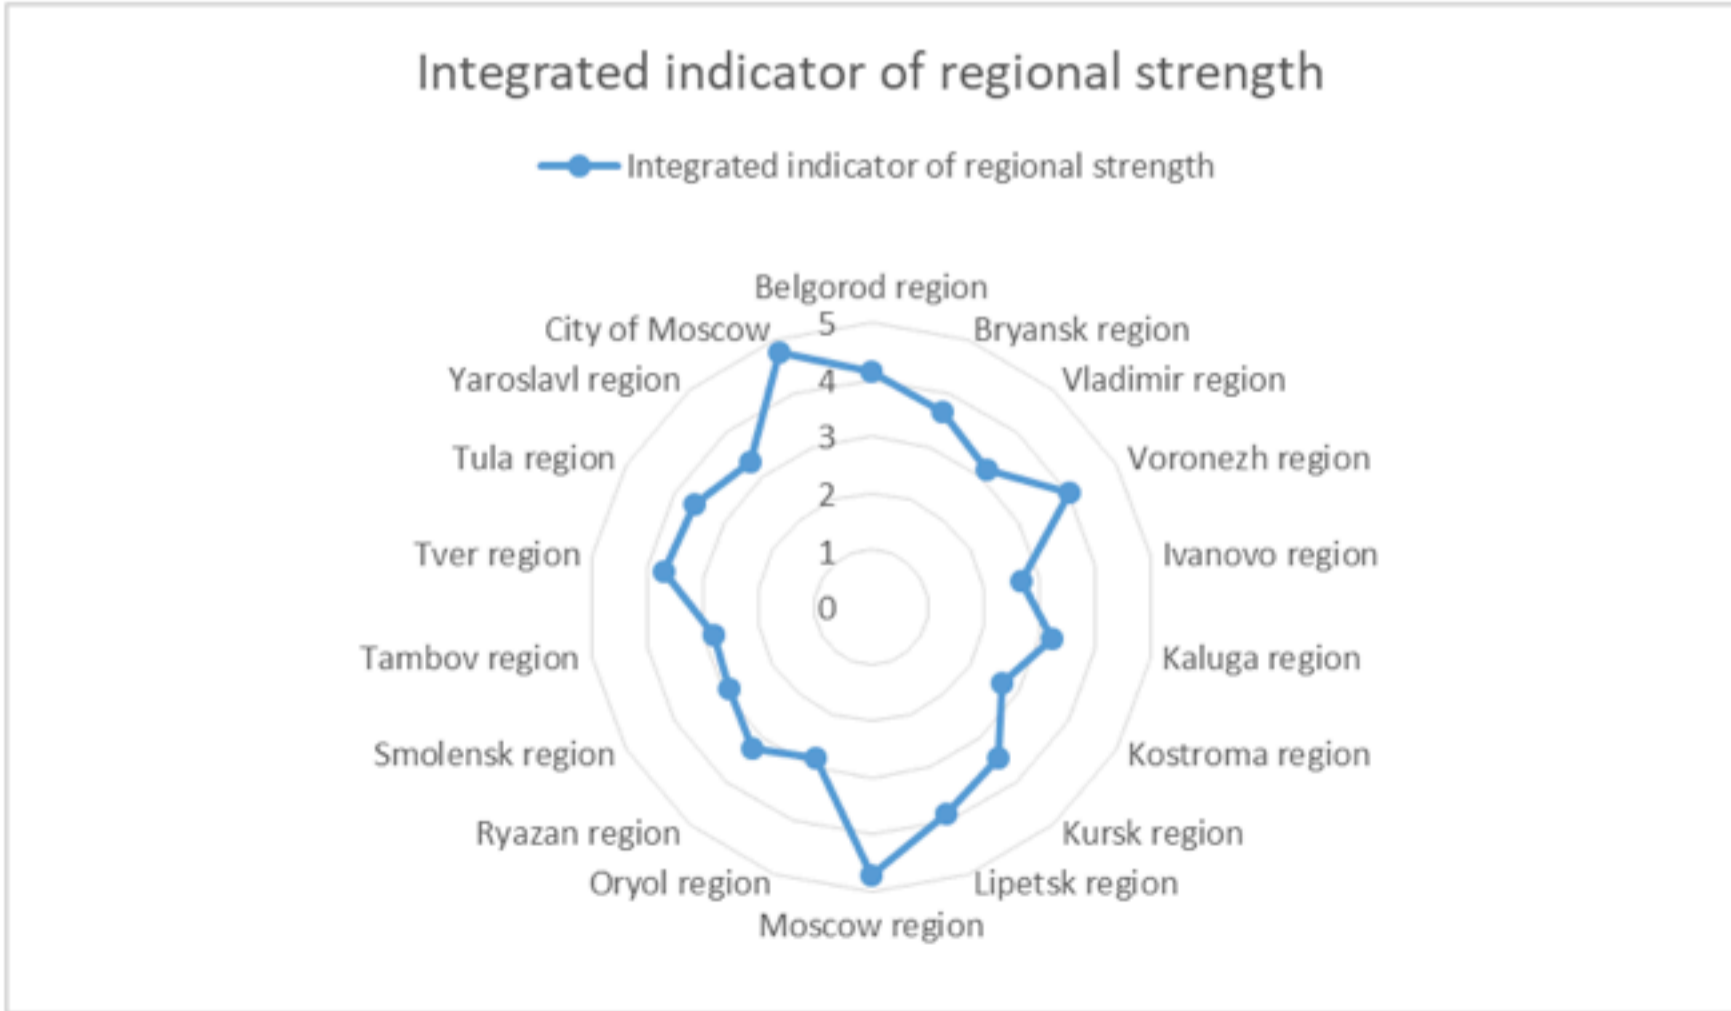 Integrated indicator of regional strength
Integrated indicator of regional strength
Belgorod region
City of Moscow
5
Bryansk region
Yaroslavl region
4
Vladimir region
3
Tula region
Voronezh region
2
Tver region
1
Ivanovo region
0
Tambov region
Kaluga region
Smolensk region
Kostroma region
Ryazan region
Kursk region
Oryol region
Lipetsk region
Moscow region